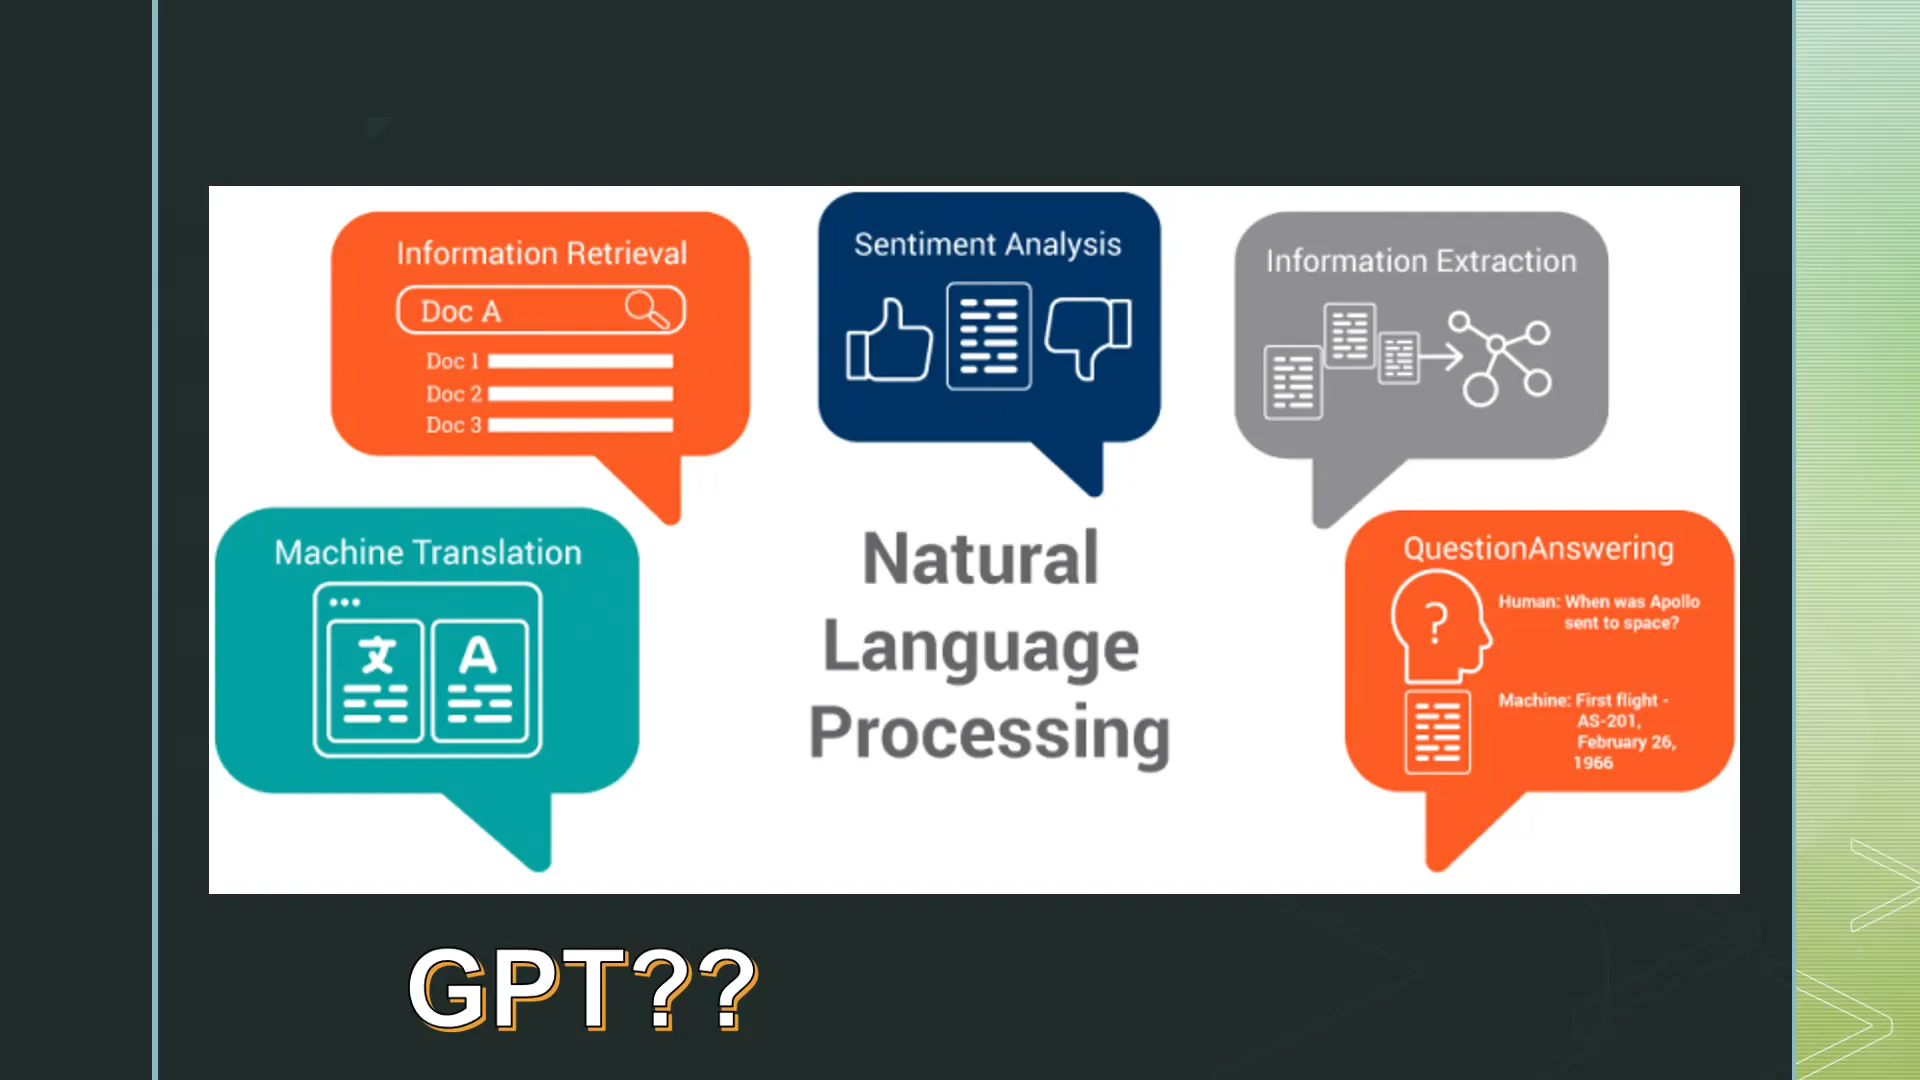 Information Retrieval
Doc A
Doc 1
Doc 2
Doc 3
Sentiment Analysis
Information Extraction
Machine Translation
文 A
Natural
Language
Processing
QuestionAnswering
?
Human: When was Apollo
sent to space?
Machine: First flight -
AS-201,
February 26,
1966
GPT??